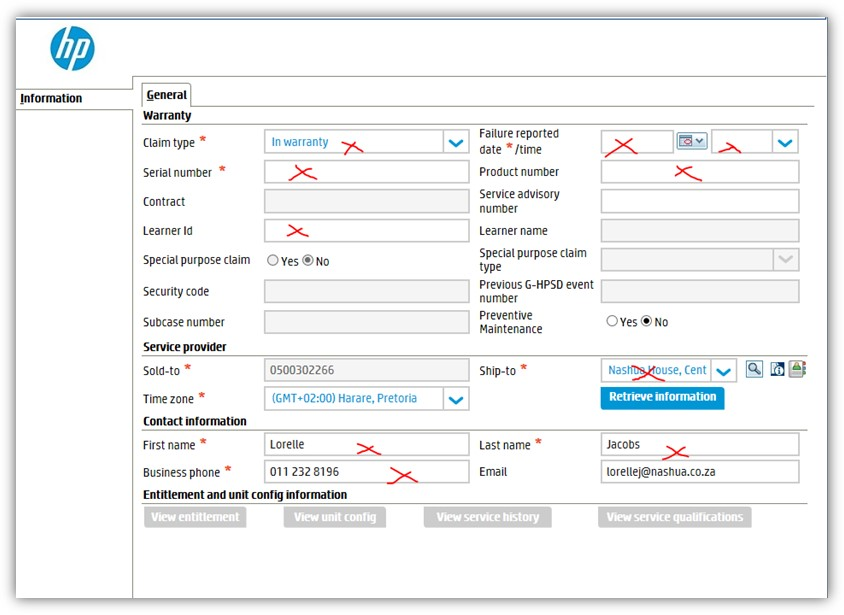 hp
Information
General
Warranty
Claim type * In warranty Failure reported date * /time
Serial number * Product number
Contract Service advisory number
Learner Id Learner name
Special purpose claim Yes No Special purpose claim type
Security code Previous G-HPSD event number
Subcase number Preventive Maintenance Yes No
Service provider
Sold-to * 0500302266 Ship-to * Nashua House, Cent
Time zone * (GMT+02:00) Harare, Pretoria Retrieve information
Contact information
First name * Lorelle Last name * Jacobs
Business phone * 011 232 8196 Email lorellej@nashua.co.za
Entitlement and unit config information
View entitlement View unit config View service history View service qualifications